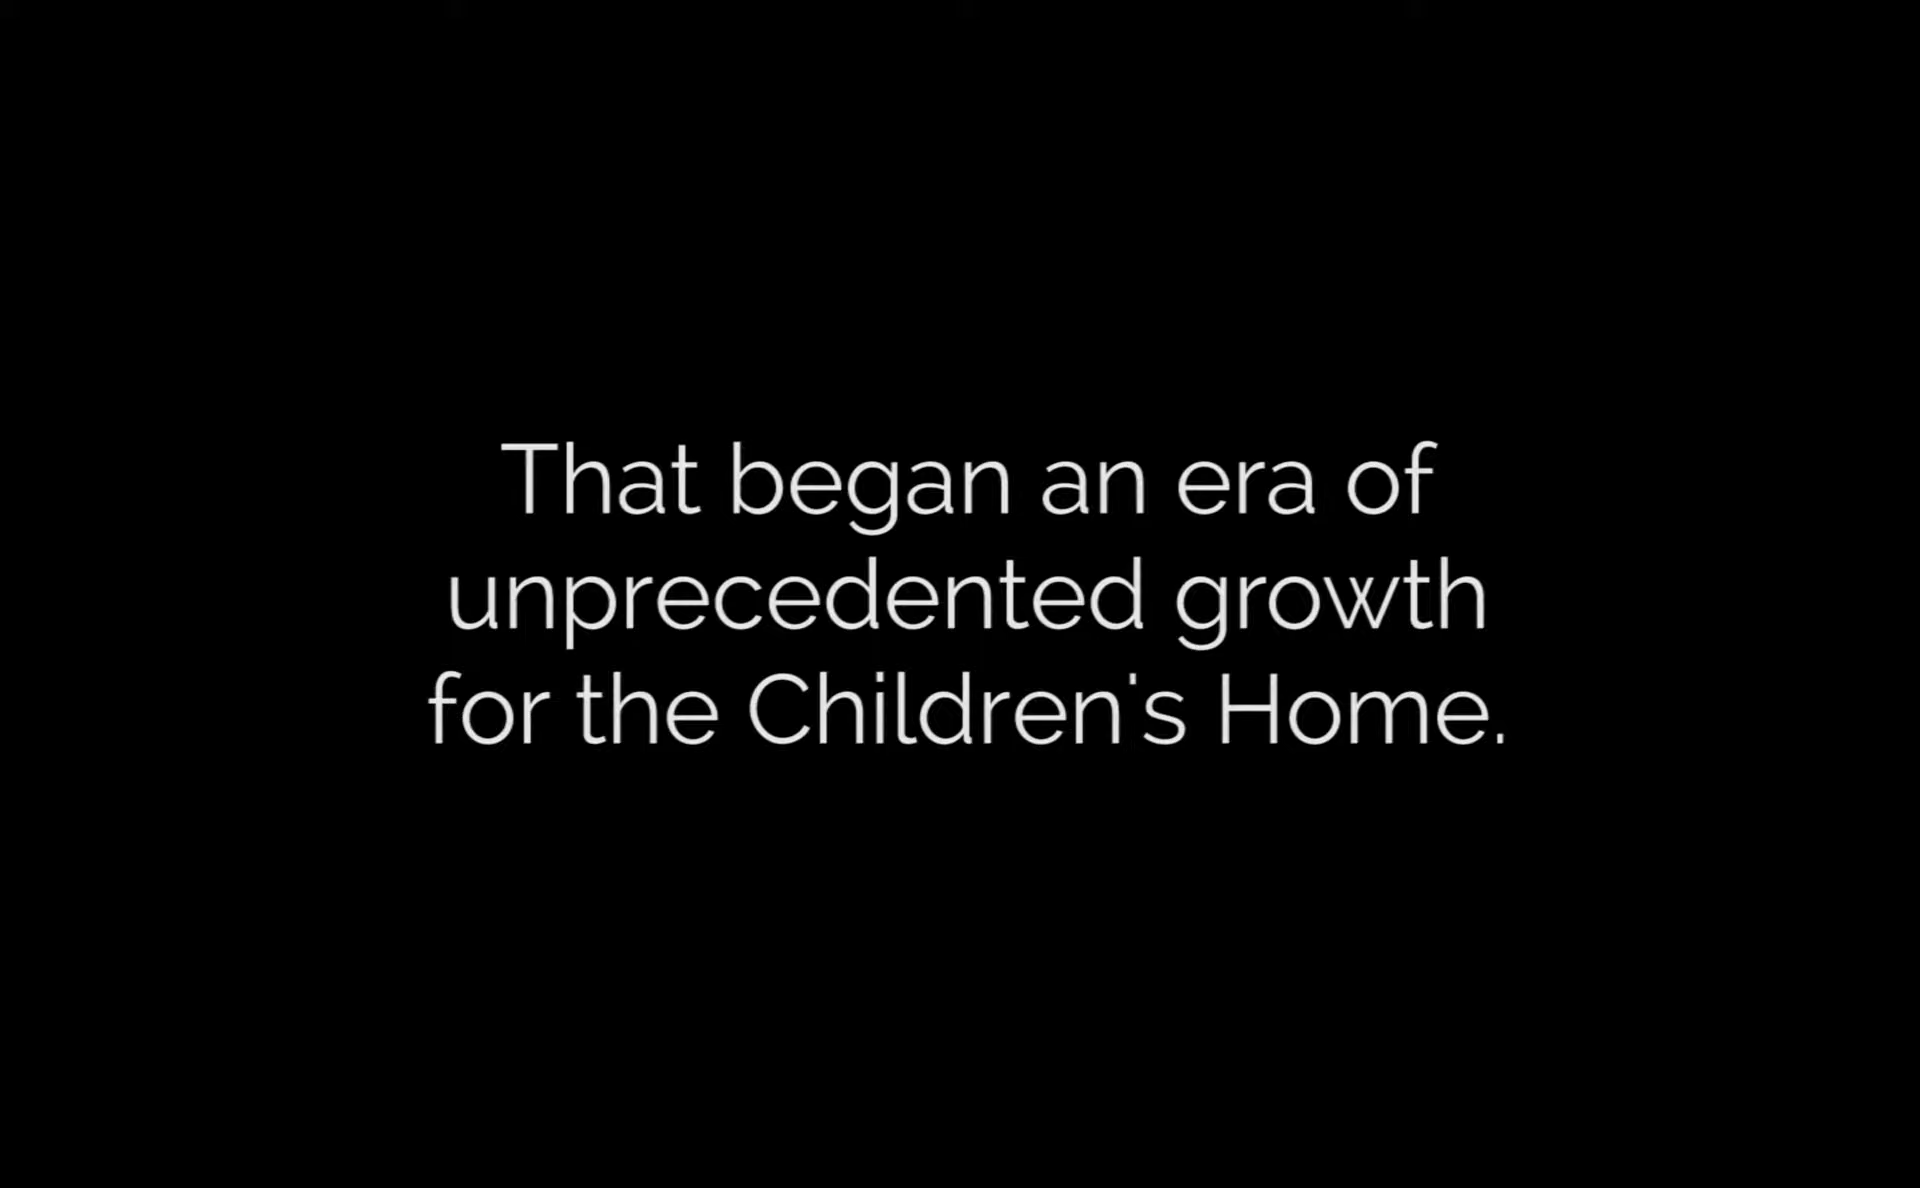 That began an era of
unprecedented growth
for the Children's Home.